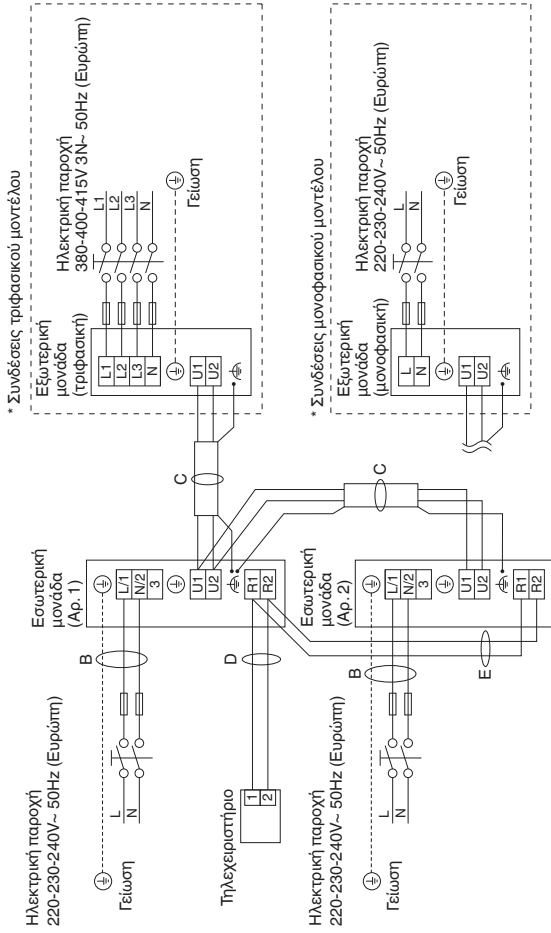 * Συνδέσεις τριφασικού μοντέλου
Εξωτερική
μονάδα
(τριφασική)
Ηλεκτρική παροχή
380-400-415V 3N~ 50Hz (Ευρώπη)
L1
L2
L3
N
L1
L2
L3
N
Γείωση
U1
U2
* Συνδέσεις μονοφασικού μοντέλου
Εξωτερική
μονάδα
(μονοφασική)
Ηλεκτρική παροχή
220-230-240V~ 50Hz (Ευρώπη)
L
N
L
N
Γείωση
U1
U2
C
C
Εσωτερική
μονάδα
(Αρ. 1)
L/1
N/2
3
U1
U2
R1
R2
Εσωτερική
μονάδα
(Αρ. 2)
L/1
N/2
3
U1
U2
R1
R2
B
D
B
E
Ηλεκτρική παροχή
220-230-240V~ 50Hz (Ευρώπη)
L
N
Γείωση
Τηλεχειριστήριο
1
2
Ηλεκτρική παροχή
220-230-240V~ 50Hz (Ευρώπη)
L
N
Γείωση